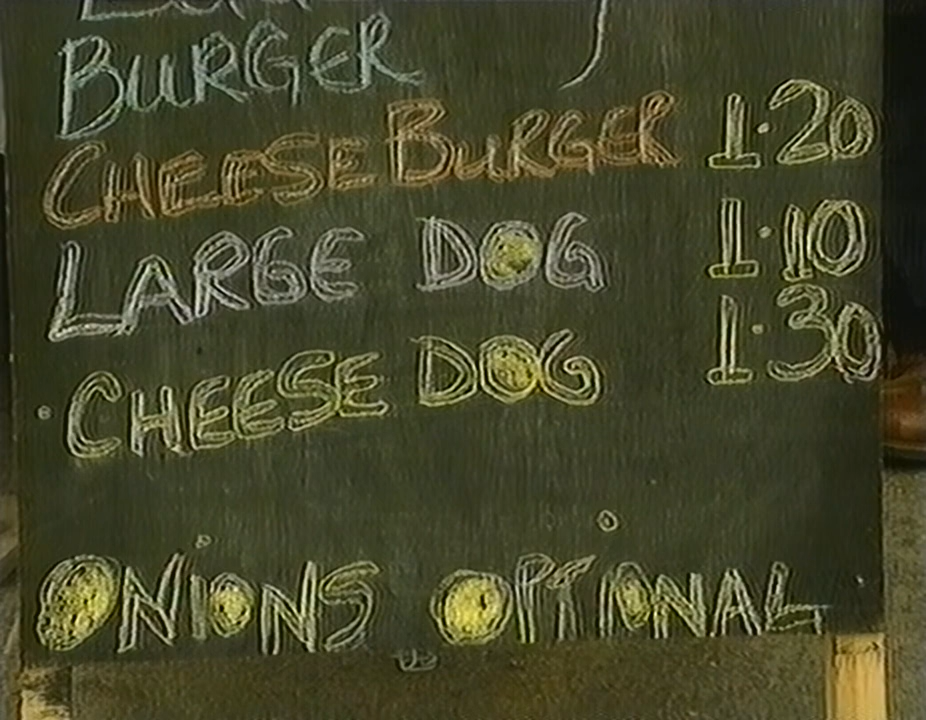 BURGER
CHEESEBURGER 1.20
LARGE DOG 1.10
CHEESE DOG 1.30
ONIONS OPTIONAL